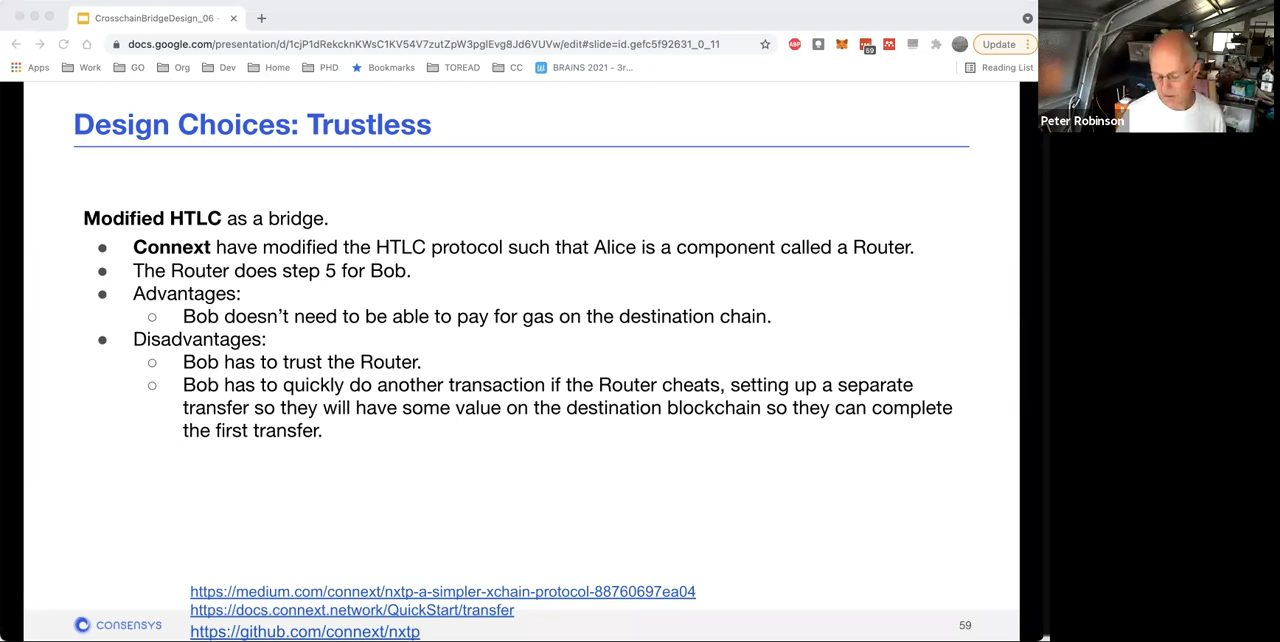 CrosschainBridgeDesign_06 -
docs.google.com/presentation/d/1cjP1dRekcknKWsC1KV54V7zutZpW3pglEvg8Jd6VUVw/edit#slide=id.gefc5f92631_0_11
ABP
59
Update
Apps Work GO Org Dev Home PHD Bookmarks TOREAD CC BRAINS 2021 - 3r... Reading List
Peter Robinson
Design Choices: Trustless
Modified HTLC as a bridge.
● Connext have modified the HTLC protocol such that Alice is a component called a Router.
● The Router does step 5 for Bob.
● Advantages:
○ Bob doesn't need to be able to pay for gas on the destination chain.
● Disadvantages:
○ Bob has to trust the Router.
○ Bob has to quickly do another transaction if the Router cheats, setting up a separate
transfer so they will have some value on the destination blockchain so they can complete
the first transfer.
https://medium.com/connext/nxtp-a-simpler-xchain-protocol-88760697ea04
https://docs.connext.network/QuickStart/transfer
https://github.com/connext/nxtp
CONSENSYS
59